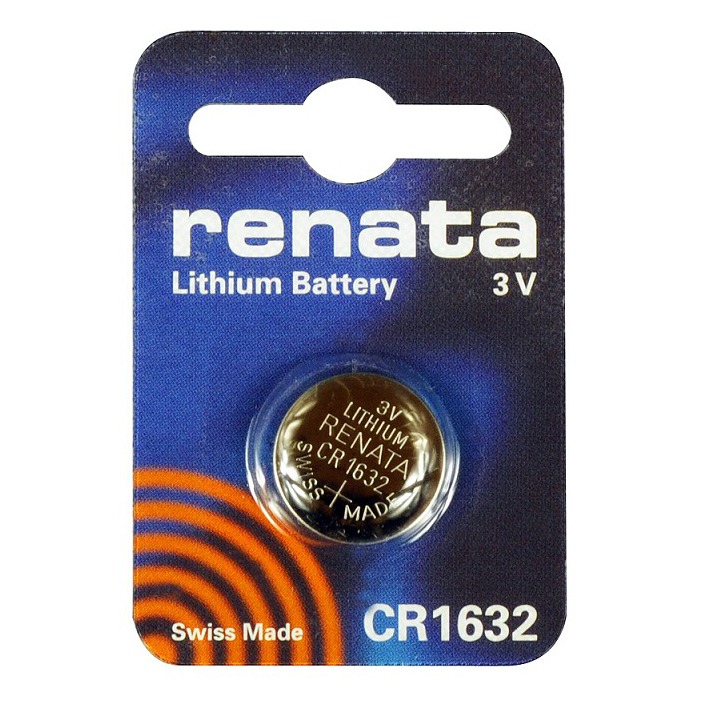 renata
Lithium Battery 3 V
3V
LITHIUM
RENATA
CR 1632
SWISS + MADE
Swiss Made
CR1632